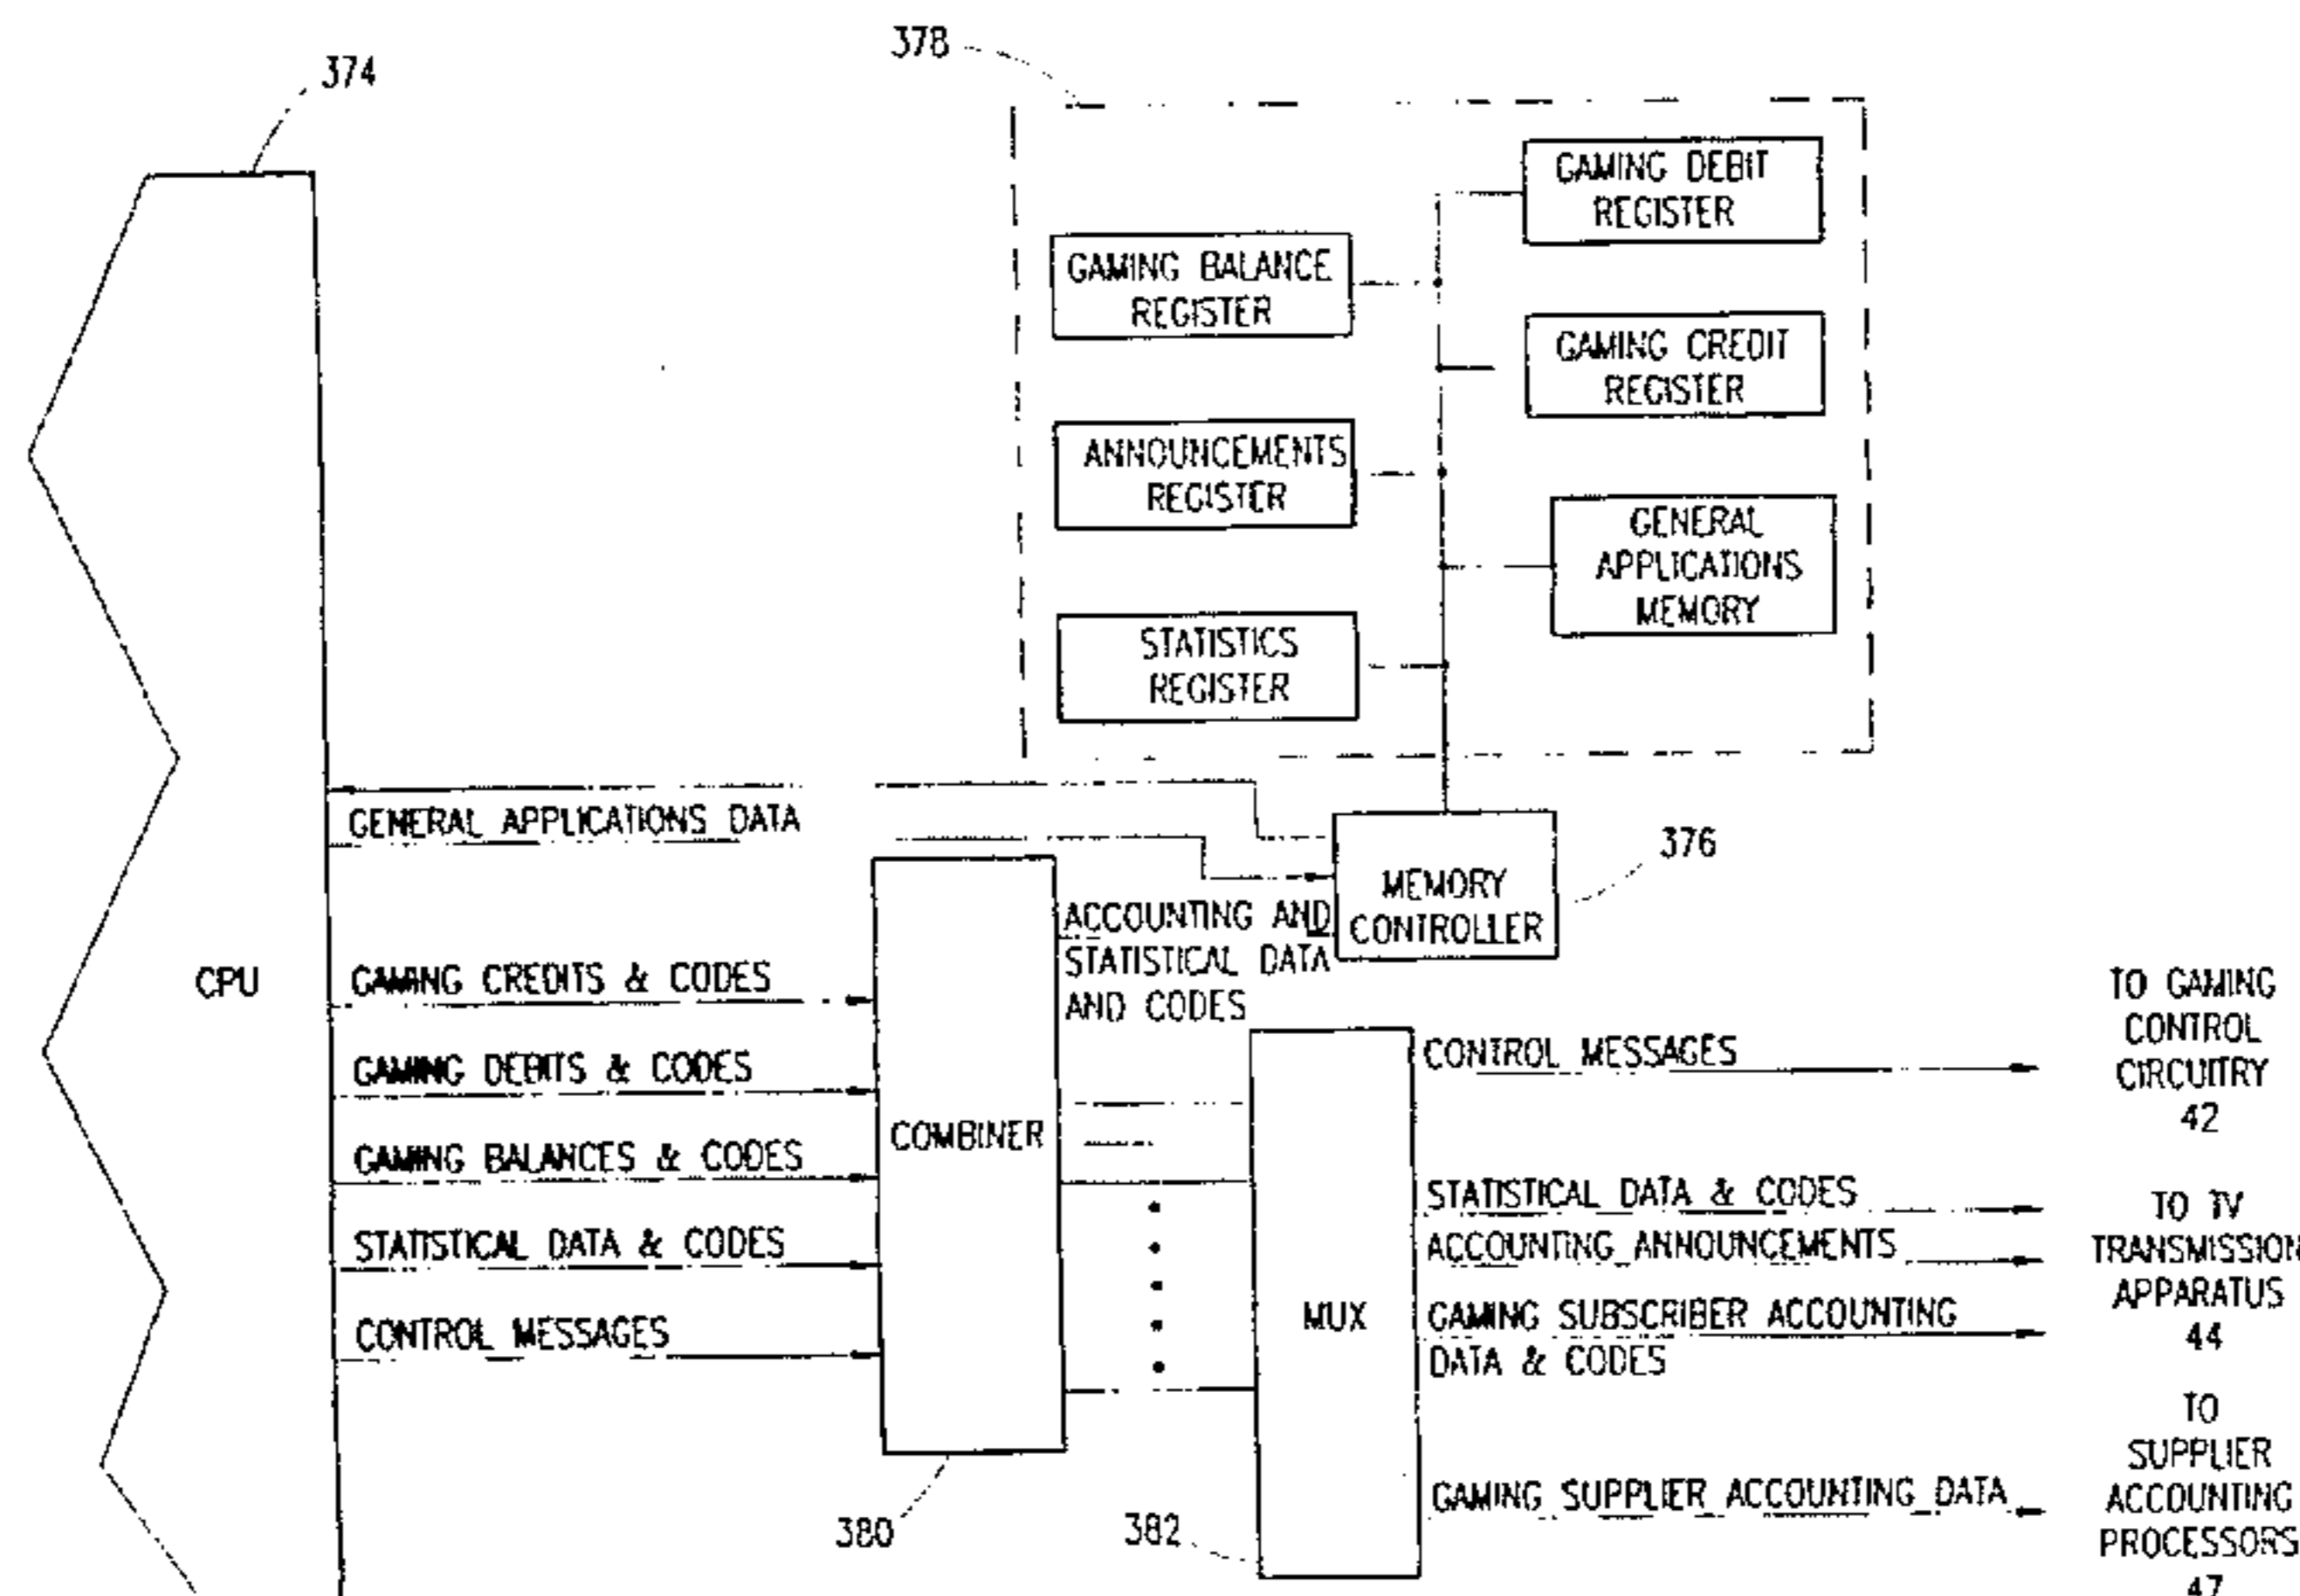 374
378
GAMING DEBIT
REGISTER
GAMING BALANCE
REGISTER
GAMING CREDIT
REGISTER
ANNOUNCEMENTS
REGISTER
GENERAL
APPLICATIONS
MEMORY
STATISTICS
REGISTER
GENERAL APPLICATIONS DATA
376
MEMORY
CONTROLLER
ACCOUNTING AND
STATISTICAL DATA
AND CODES
CPU
GAMING CREDITS & CODES
GAMING DEBITS & CODES
GAMING BALANCES & CODES
STATISTICAL DATA & CODES
CONTROL MESSAGES
COMBINER
380
MUX
382
CONTROL MESSAGES
STATISTICAL DATA & CODES
ACCOUNTING ANNOUNCEMENTS
GAMING SUBSCRIBER ACCOUNTING
DATA & CODES
GAMING SUPPLIER ACCOUNTING DATA
TO GAMING
CONTROL
CIRCUITRY
42
TO TV
TRANSMISSION
APPARATUS
44
TO
SUPPLIER
ACCOUNTING
PROCESSORS
47